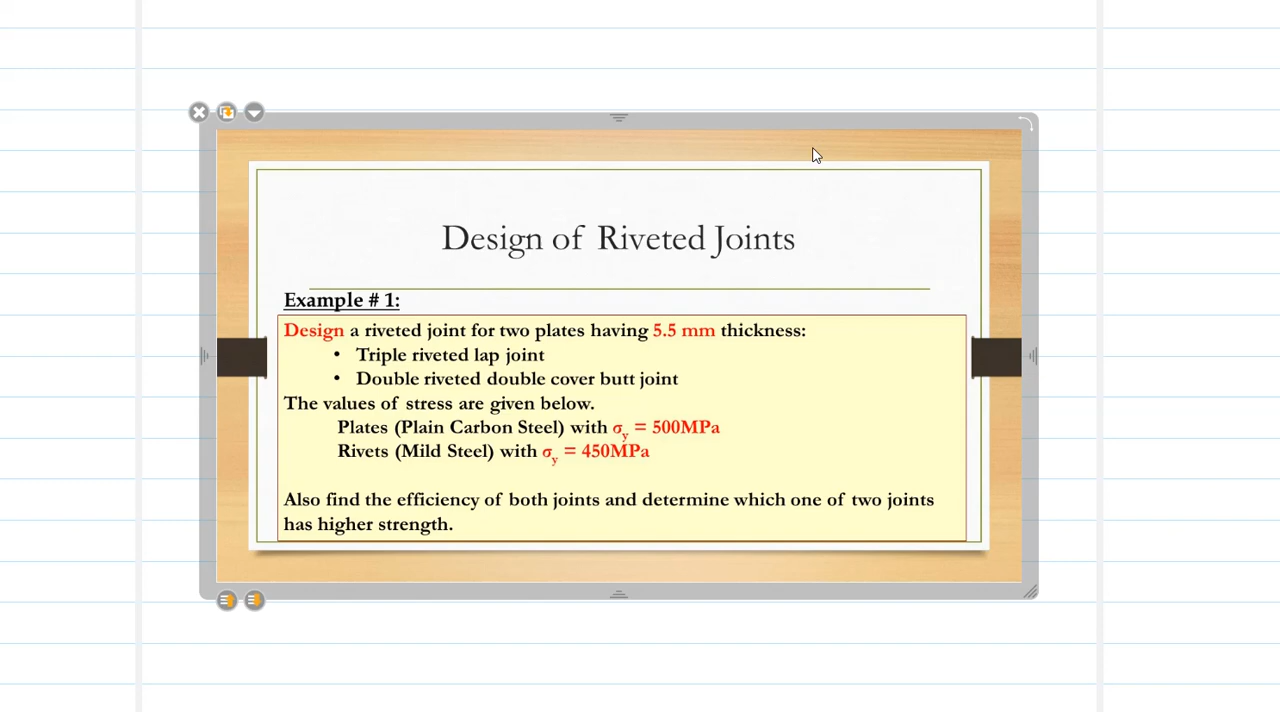 Design of Riveted Joints
Example # 1:
Design a riveted joint for two plates having 5.5 mm thickness:
• Triple riveted lap joint
• Double riveted double cover butt joint
The values of stress are given below.
Plates (Plain Carbon Steel) with σy = 500MPa
Rivets (Mild Steel) with σy = 450MPa
Also find the efficiency of both joints and determine which one of two joints
has higher strength.